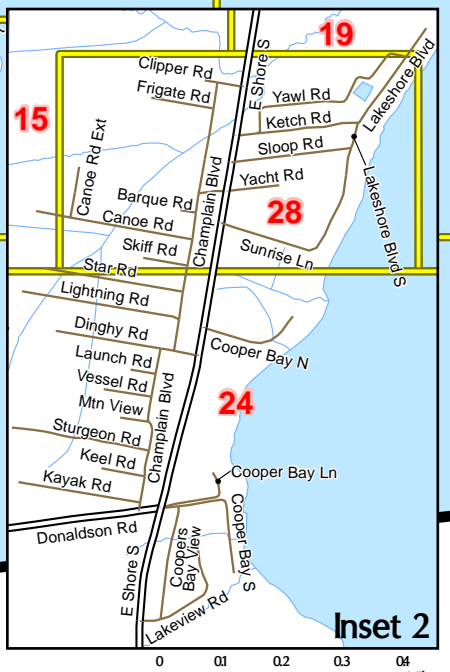 19
E Shore S
Clipper Rd
Lakeshore Blvd
Frigate Rd
Yawl Rd
15
Ketch Rd
Sloop Rd
Canoe Rd Ext
Yacht Rd
Barque Rd
Champlain Blvd
28
Canoe Rd
Lakeshore Blvd S
Skiff Rd
Sunrise Ln
Star Rd
Lightning Rd
Dinghy Rd
Cooper Bay N
Launch Rd
Vessel Rd
Mtn View
24
Champlain Blvd
Sturgeon Rd
Keel Rd
Cooper Bay Ln
Kayak Rd
Donaldson Rd
Coopers
Bay View
Cooper Bay S
E Shore S
Lakeview Rd
Inset 2
0 0.1 0.2 0.3 0.4